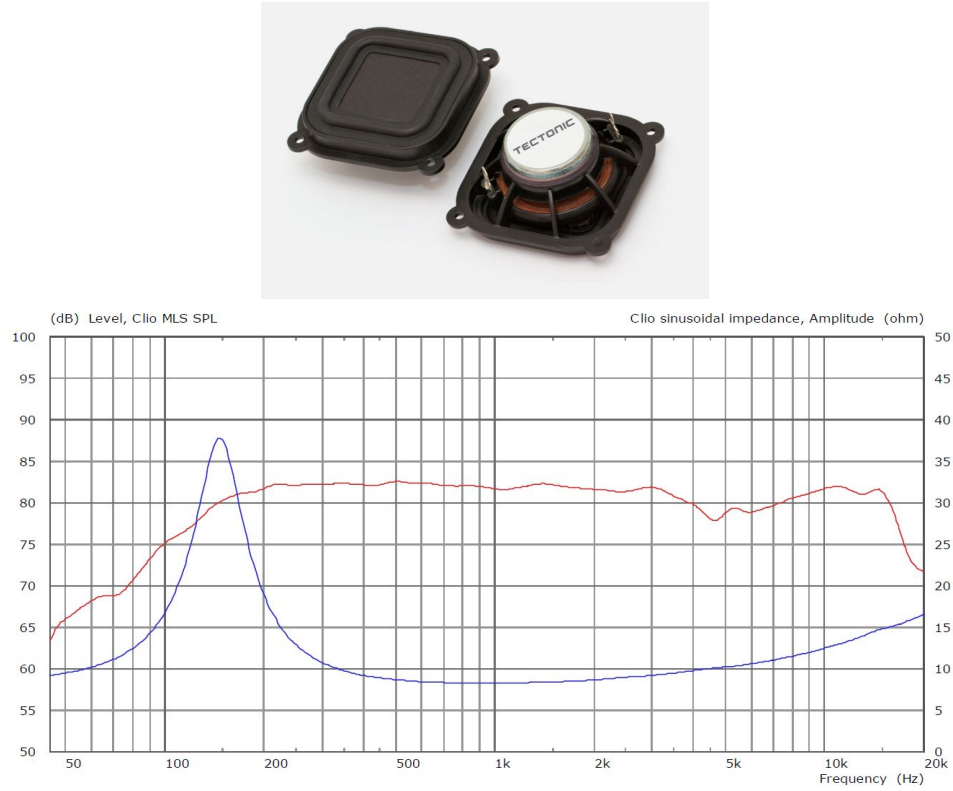 TECTONIC
(dB) Level, Clio MLS SPL
Clio sinusoidal impedance, Amplitude (ohm)
100 50
95 45
90 40
85 35
80 30
75 25
70 20
65 15
60 10
55 5
50 0
50 100 200 500 1k 2k 5k 10k 20k
Frequency (Hz)